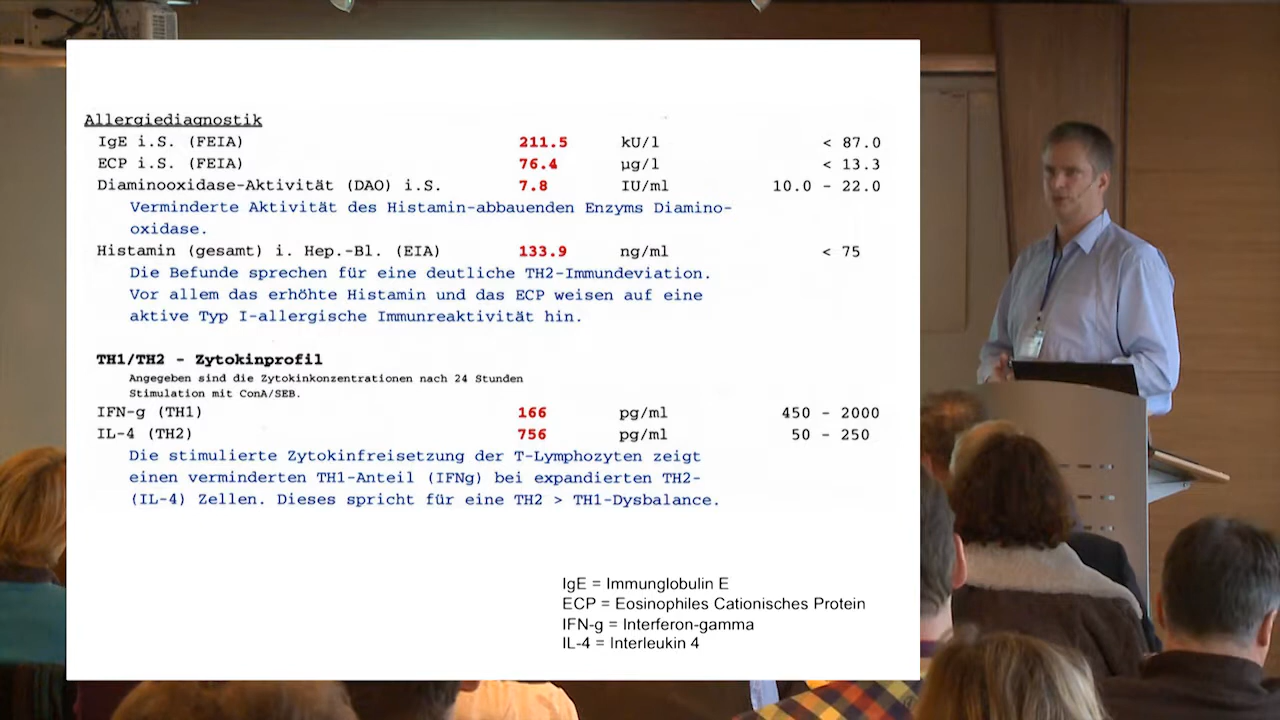 Allergiediagnostik
IgE i.S. (FEIA) 211.5 kU/l < 87.0
ECP i.S. (FEIA) 76.4 µg/l < 13.3
Diaminooxidase-Aktivität (DAO) i.S. 7.8 IU/ml 10.0 - 22.0
Verminderte Aktivität des Histamin-abbauenden Enzyms Diamino-
oxidase.
Histamin (gesamt) i. Hep.-Bl. (EIA) 133.9 ng/ml < 75
Die Befunde sprechen für eine deutliche TH2-Immundeviation.
Vor allem das erhöhte Histamin und das ECP weisen auf eine
aktive Typ I-allergische Immunreaktivität hin.
TH1/TH2 - Zytokinprofil
Angegeben sind die Zytokinkonzentrationen nach 24 Stunden
Stimulation mit ConA/SEB.
IFN-g (TH1) 166 pg/ml 450 - 2000
IL-4 (TH2) 756 pg/ml 50 - 250
Die stimulierte Zytokinfreisetzung der T-Lymphozyten zeigt
einen verminderten TH1-Anteil (IFNg) bei expandierten TH2-
(IL-4) Zellen. Dieses spricht für eine TH2 > TH1-Dysbalance.
IgE = Immunglobulin E
ECP = Eosinophiles Cationisches Protein
IFN-g = Interferon-gamma
IL-4 = Interleukin 4